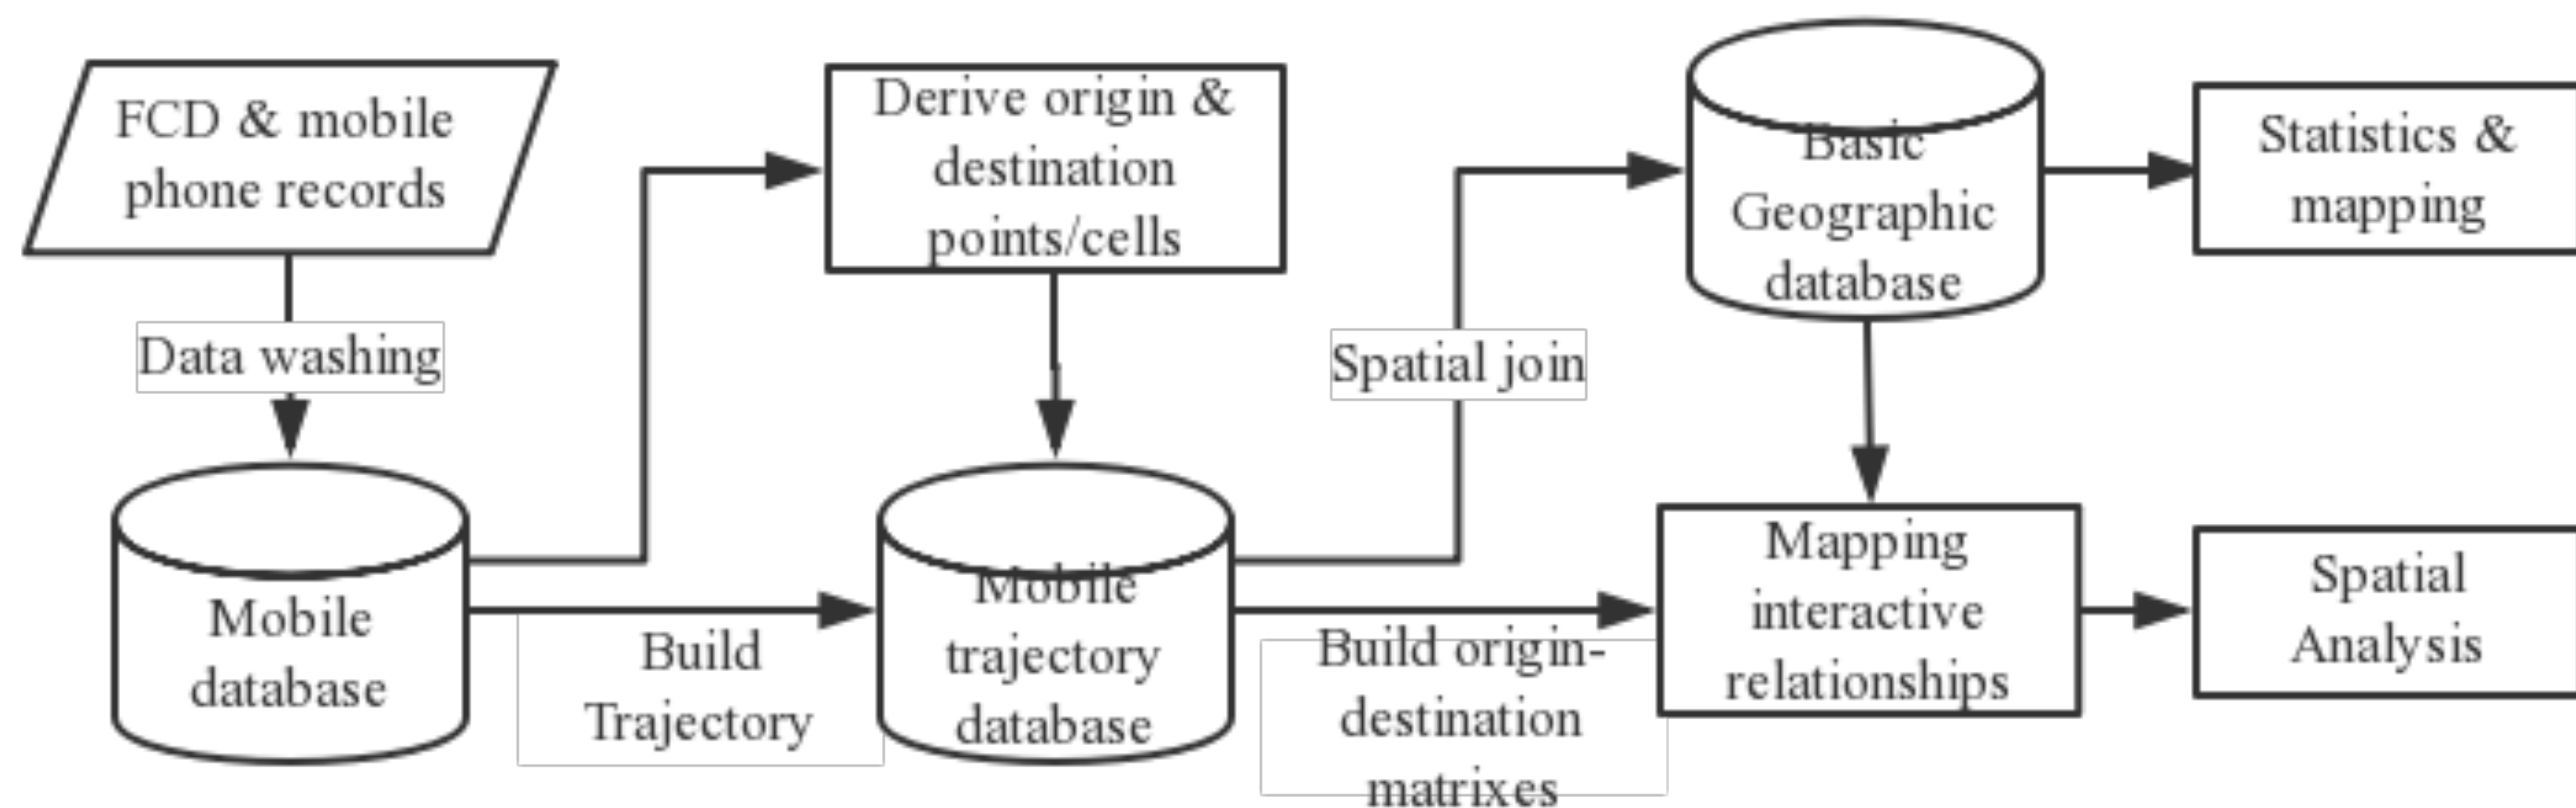 FCD & mobile
phone records
Data washing
Mobile
database
Build
Trajectory
Derive origin &
destination
points/cells
Mobile
trajectory
database
Spatial join
Build origin-
destination
matrixes
Basic
Geographic
database
Mapping
interactive
relationships
Statistics &
mapping
Spatial
Analysis